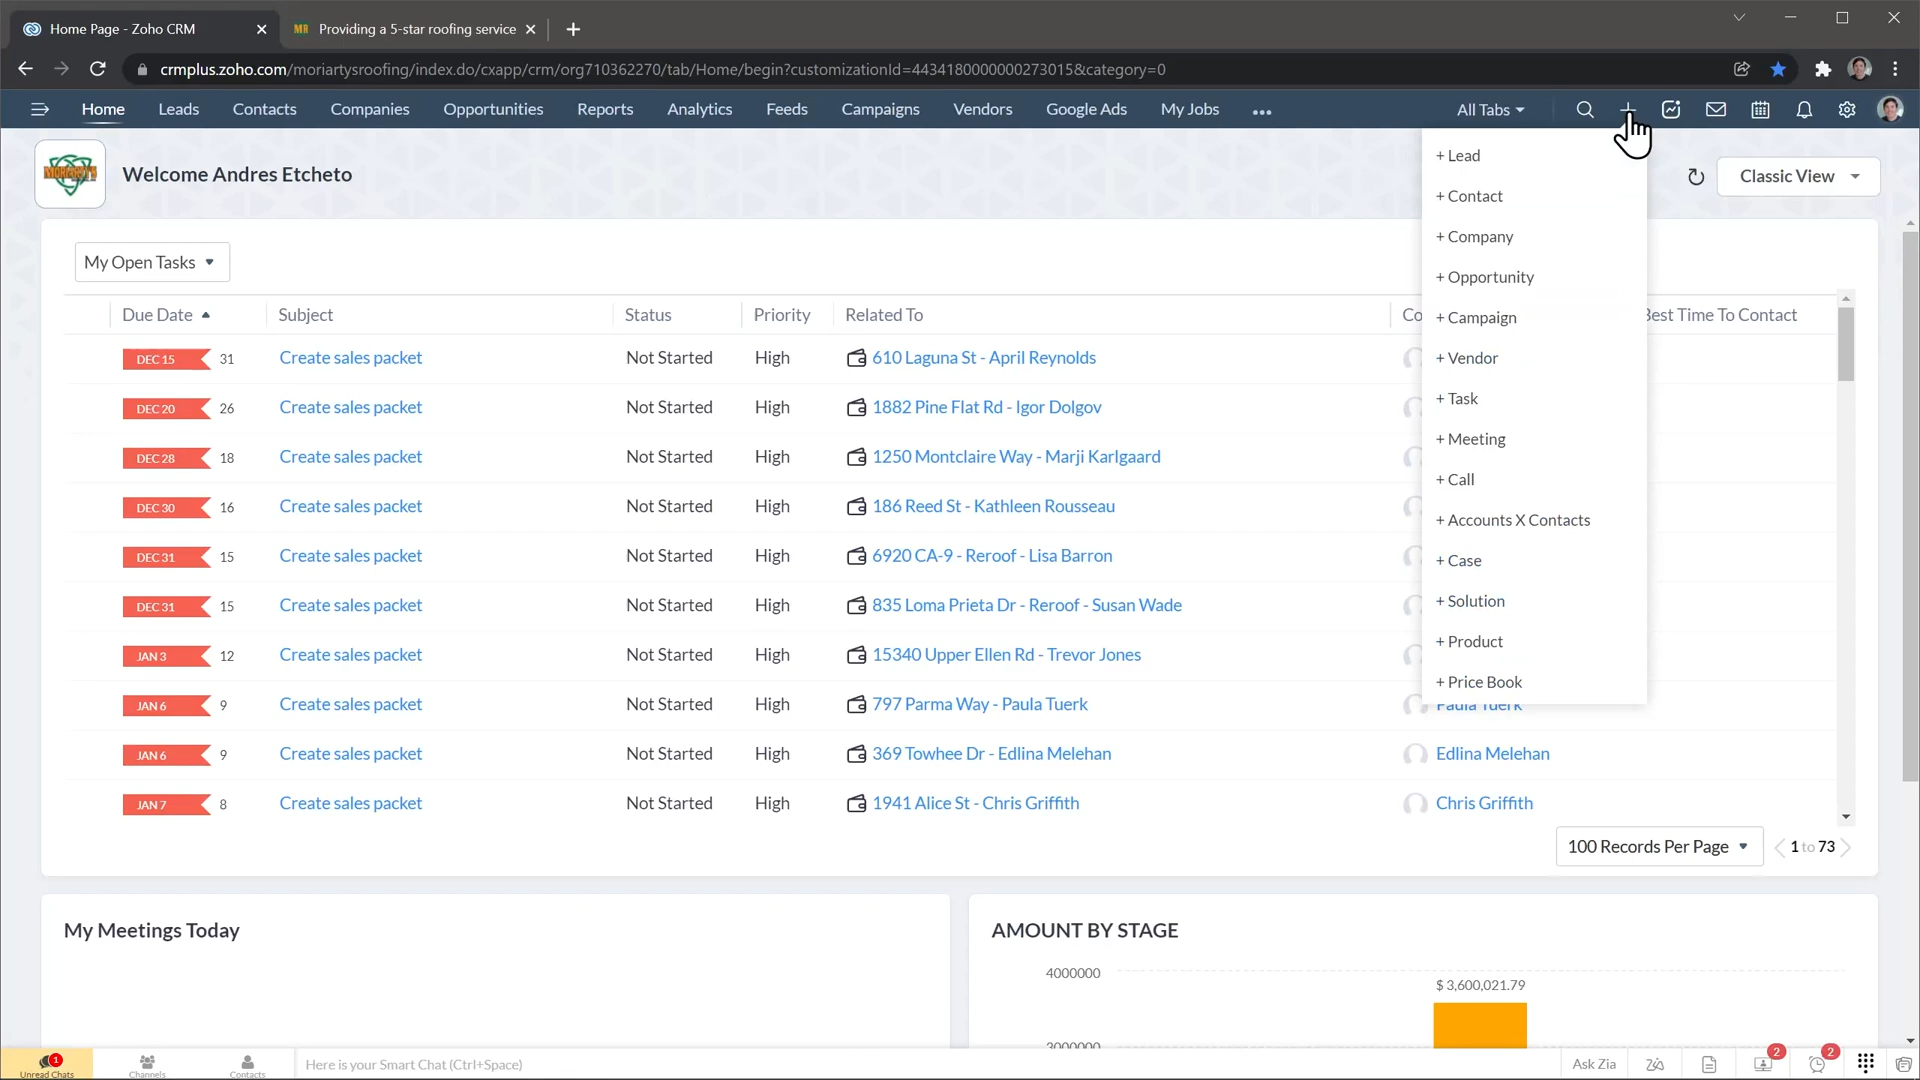 Home Page - Zoho CRM
MR Providing a 5-star roofing service
crmplus.zoho.com/moriartysroofing/index.do/cxapp/crm/org710362270/tab/Home/begin?customizationId=4434180000000273015&category=0
Home Leads Contacts Companies Opportunities Reports Analytics Feeds Campaigns Vendors Google Ads My Jobs All Tabs
Welcome Andres Etcheto
Classic View
+ Lead
+ Contact
+ Company
+ Opportunity
+ Campaign
+ Vendor
+ Task
+ Meeting
+ Call
+ Accounts X Contacts
+ Case
+ Solution
+ Product
+ Price Book
My Open Tasks
Due Date Subject Status Priority Related To Co Best Time To Contact
DEC 15 31 Create sales packet Not Started High 610 Laguna St - April Reynolds
DEC 20 26 Create sales packet Not Started High 1882 Pine Flat Rd - Igor Dolgov
DEC 28 18 Create sales packet Not Started High 1250 Montclaire Way - Marji Karlgaard
DEC 30 16 Create sales packet Not Started High 186 Reed St - Kathleen Rousseau
DEC 31 15 Create sales packet Not Started High 6920 CA-9 - Reroof - Lisa Barron
DEC 31 15 Create sales packet Not Started High 835 Loma Prieta Dr - Reroof - Susan Wade
JAN 3 12 Create sales packet Not Started High 15340 Upper Ellen Rd - Trevor Jones
JAN 6 9 Create sales packet Not Started High 797 Parma Way - Paula Tuerk Paula Tuerk
JAN 6 9 Create sales packet Not Started High 369 Towhee Dr - Edlina Melehan Edlina Melehan
JAN 7 8 Create sales packet Not Started High 1941 Alice St - Chris Griffith Chris Griffith
100 Records Per Page 1 to 73
My Meetings Today
AMOUNT BY STAGE
4000000
$ 3,600,021.79
3000000
1
Unread Chats Channels Contacts
Here is your Smart Chat (Ctrl+Space)
Ask Zia
2
2